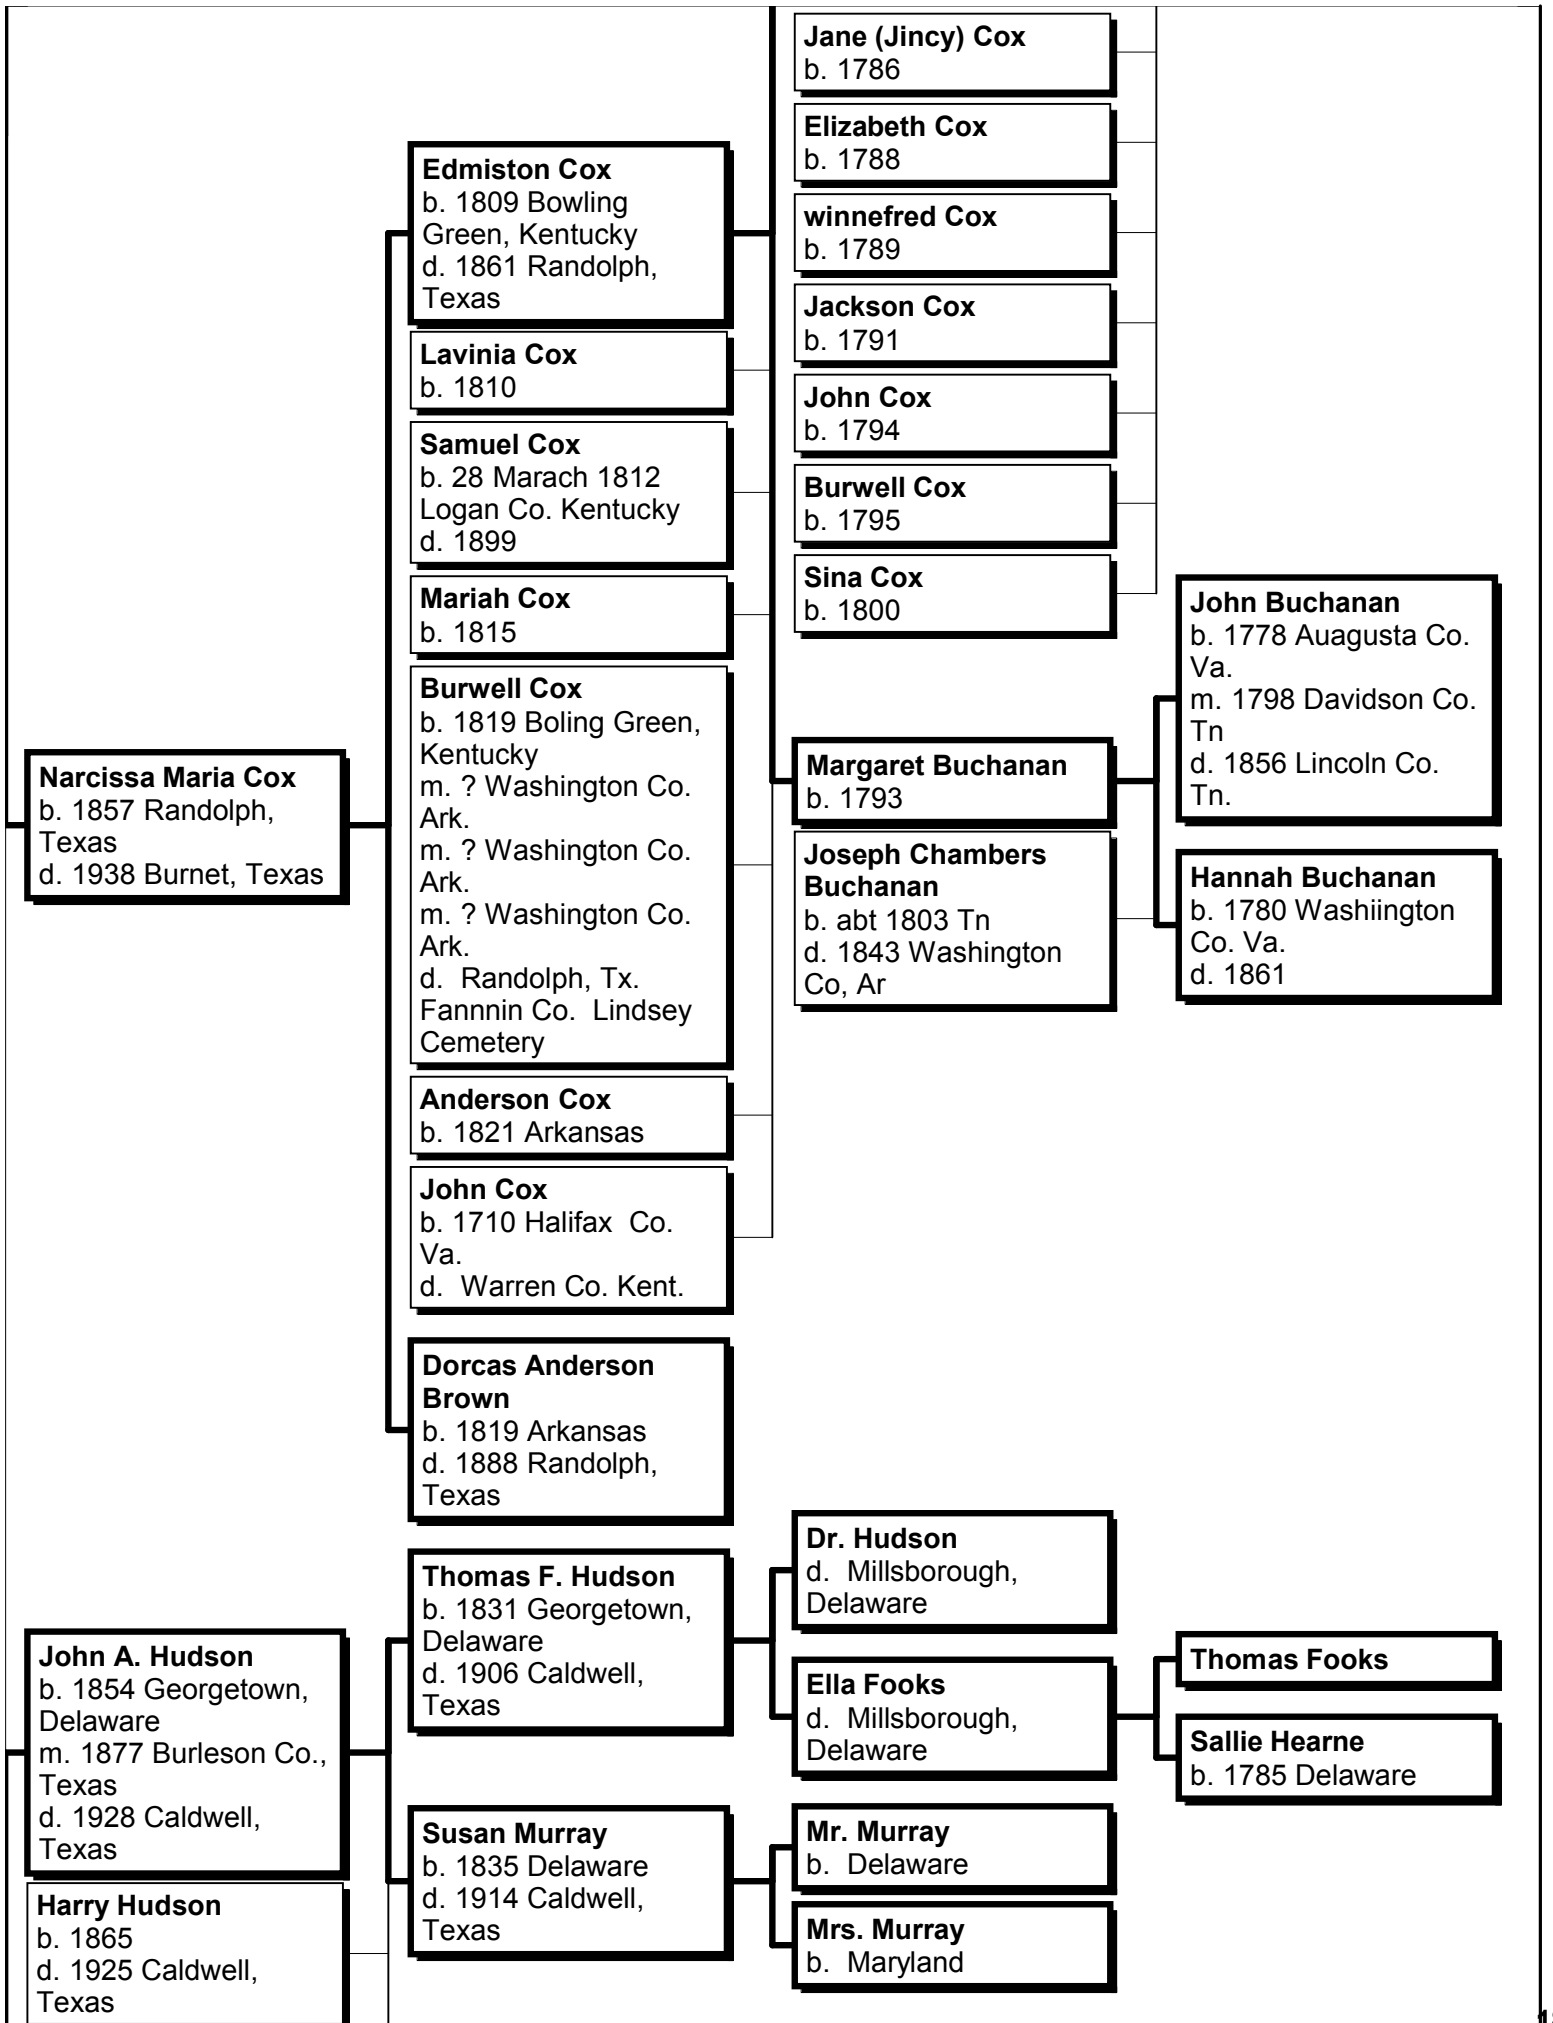 Jane (Jincy) Cox
b. 1786
Elizabeth Cox
b. 1788
winnefred Cox
b. 1789
Jackson Cox
b. 1791
John Cox
b. 1794
Burwell Cox
b. 1795
Sina Cox
b. 1800
Edmiston Cox
b. 1809 Bowling
Green, Kentucky
d. 1861 Randolph,
Texas
Lavinia Cox
b. 1810
Samuel Cox
b. 28 Marach 1812
Logan Co. Kentucky
d. 1899
Mariah Cox
b. 1815
Burwell Cox
b. 1819 Boling Green,
Kentucky
m. ? Washington Co.
Ark.
m. ? Washington Co.
Ark.
m. ? Washington Co.
Ark.
d.  Randolph, Tx.
Fannnin Co.  Lindsey
Cemetery
Anderson Cox
b. 1821 Arkansas
John Cox
b. 1710 Halifax  Co.
Va.
d.  Warren Co. Kent.
Narcissa Maria Cox
b. 1857 Randolph,
Texas
d. 1938 Burnet, Texas
Margaret Buchanan
b. 1793
Joseph Chambers
Buchanan
b. abt 1803 Tn
d. 1843 Washington
Co, Ar
John Buchanan
b. 1778 Auagusta Co.
Va.
m. 1798 Davidson Co.
Tn
d. 1856 Lincoln Co.
Tn.
Hannah Buchanan
b. 1780 Washiington
Co. Va.
d. 1861
Dorcas Anderson
Brown
b. 1819 Arkansas
d. 1888 Randolph,
Texas
Thomas F. Hudson
b. 1831 Georgetown,
Delaware
d. 1906 Caldwell,
Texas
Dr. Hudson
d.  Millsborough,
Delaware
Ella Fooks
d.  Millsborough,
Delaware
Thomas Fooks
Sallie Hearne
b. 1785 Delaware
John A. Hudson
b. 1854 Georgetown,
Delaware
m. 1877 Burleson Co.,
Texas
d. 1928 Caldwell,
Texas
Susan Murray
b. 1835 Delaware
d. 1914 Caldwell,
Texas
Mr. Murray
b.  Delaware
Mrs. Murray
b.  Maryland
Harry Hudson
b. 1865
d. 1925 Caldwell,
Texas